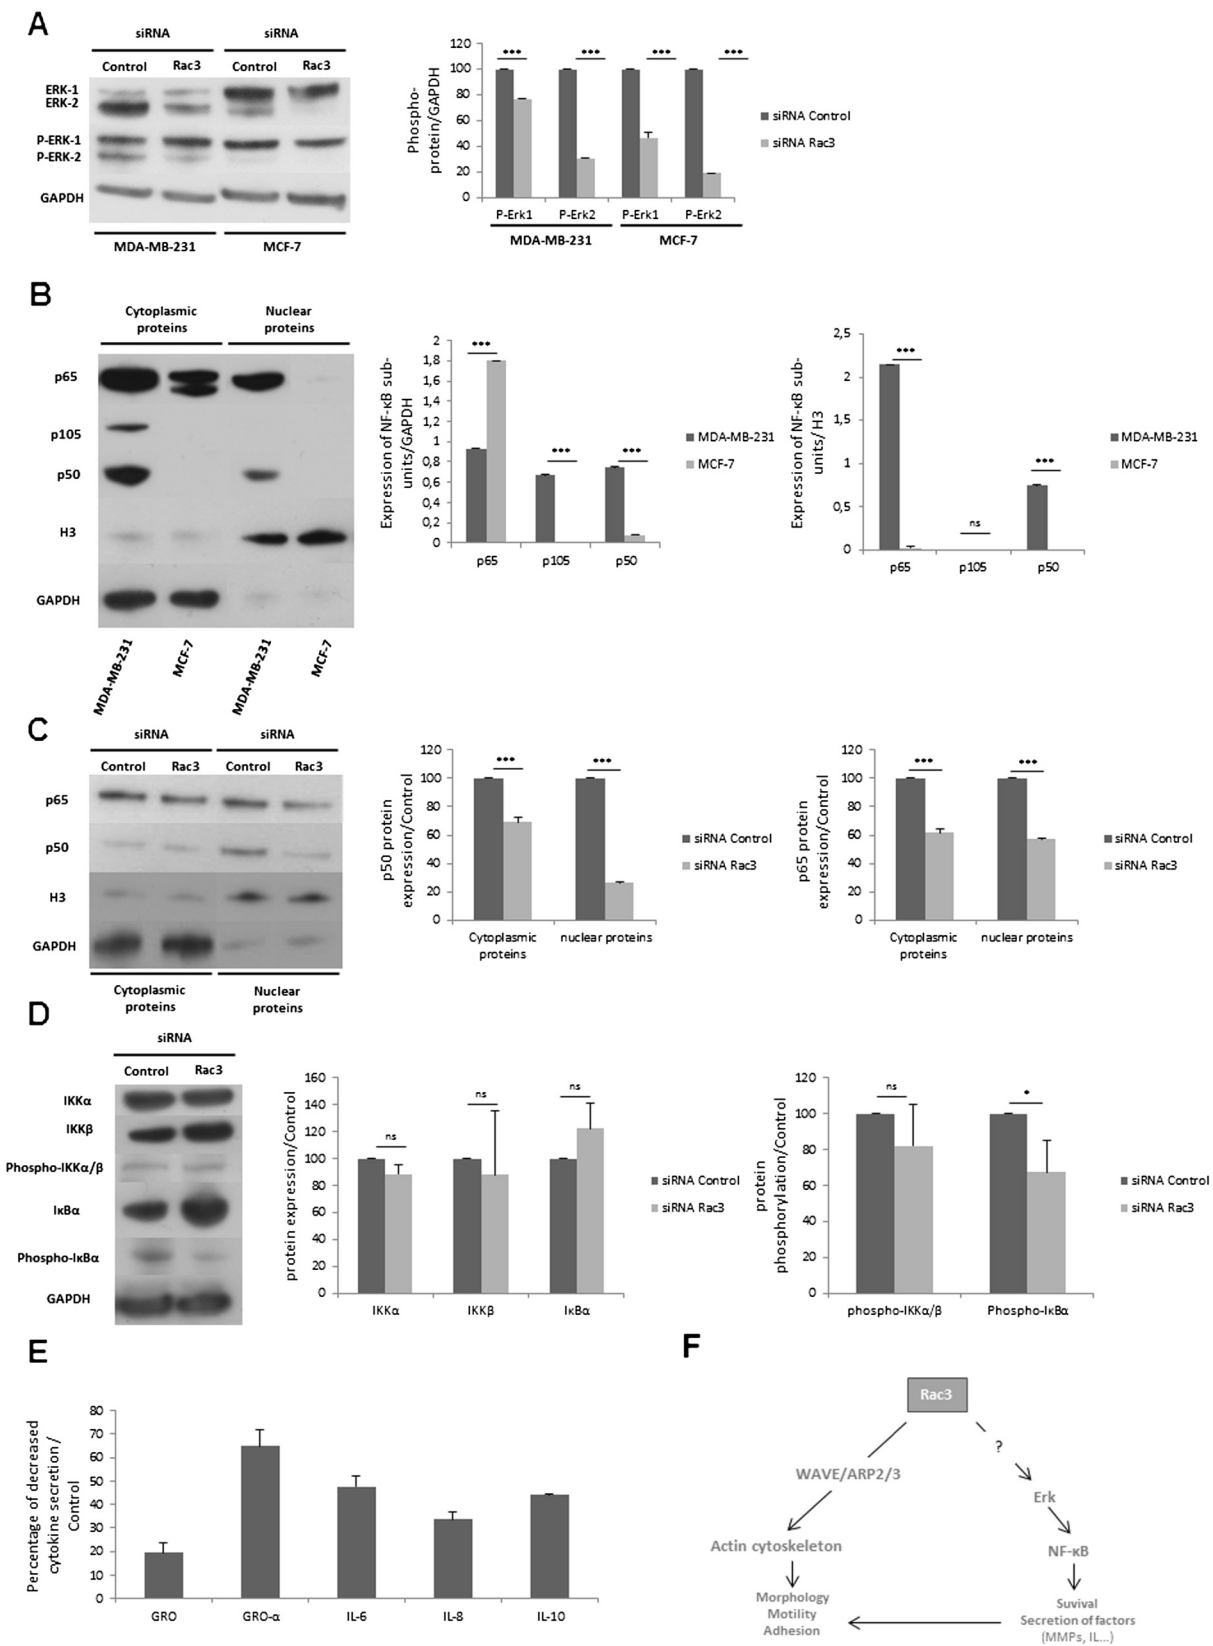 A
siRNA siRNA
Control Rac3 Control Rac3
ERK-1
ERK-2
P-ERK-1
P-ERK-2
GAPDH
MDA-MB-231 MCF-7
Phospho-
protein/GAPDH
120
100
80
60
40
20
0
*** *** *** ***
P-Erk1 P-Erk2 P-Erk1 P-Erk2
MDA-MB-231 MCF-7
siRNA Control
siRNA Rac3
B
Cytoplasmic
proteins
Nuclear
proteins
p65
p105
p50
H3
GAPDH
MDA-MB-231
MCF-7
MDA-MB-231
MCF-7
Expression of NF-κB sub-
units/GAPDH
2
1,8
1,6
1,4
1,2
1
0,8
0,6
0,4
0,2
0
*** *** ***
p65 p105 p50
MDA-MB-231
MCF-7
Expression of NF-κB sub-
units/ H3
2,5
2
1,5
1
0,5
0
*** ns ***
p65 p105 p50
MDA-MB-231
MCF-7
C
siRNA siRNA
Control Rac3 Control Rac3
p65
p50
H3
GAPDH
Cytoplasmic
proteins
Nuclear
proteins
p50 protein
expression/Control
120
100
80
60
40
20
0
*** ***
Cytoplasmic
proteins
nuclear proteins
siRNA Control
siRNA Rac3
p65 protein
expression/Control
120
100
80
60
40
20
0
*** ***
Cytoplasmic
proteins
nuclear proteins
siRNA Control
siRNA Rac3
D
siRNA
Control Rac3
IKKα
IKKβ
Phospho-IKKα/β
IκBα
Phospho-IκBα
GAPDH
protein expression/Control
160
140
120
100
80
60
40
20
0
ns ns ns
IKKα IKKβ IκBα
siRNA Control
siRNA Rac3
protein
phosphorylation/Control
120
100
80
60
40
20
0
ns *
phospho-IKKα/β Phospho-IκBα
siRNA Control
siRNA Rac3
E
Percentage of decreased
cytokine secretion/
Control
80
70
60
50
40
30
20
10
0
GRO GRO-α IL-6 IL-8 IL-10
F
Rac3
?
WAVE/ARP2/3
Erk
Actin cytoskeleton
NF-κB
Morphology
Motility
Adhesion
Suvival
Secretion of factors
(MMPs, IL...)